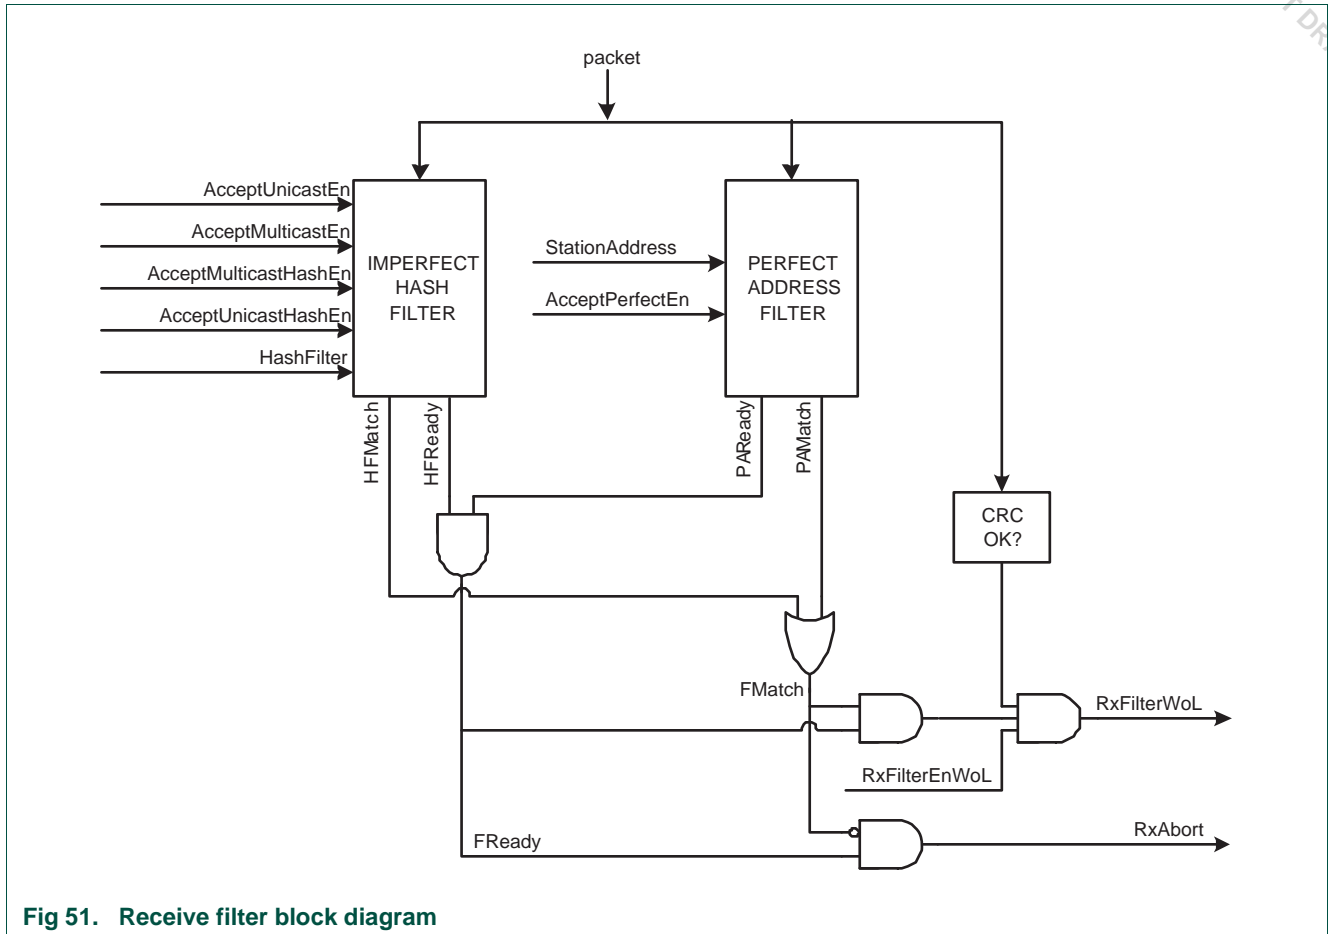 packet
AcceptUnicastEn
AcceptMulticastEn
AcceptMulticastHashEn
AcceptUnicastHashEn
HashFilter
IMPERFECT
HASH
FILTER
StationAddress
AcceptPerfectEn
PERFECT
ADDRESS
FILTER
HFMatch
HFReady
PAReady
PAMatch
CRC
OK?
FMatch
RxFilterWoL
RxFilterEnWoL
RxAbort
FReady
Fig 51. Receive filter block diagram